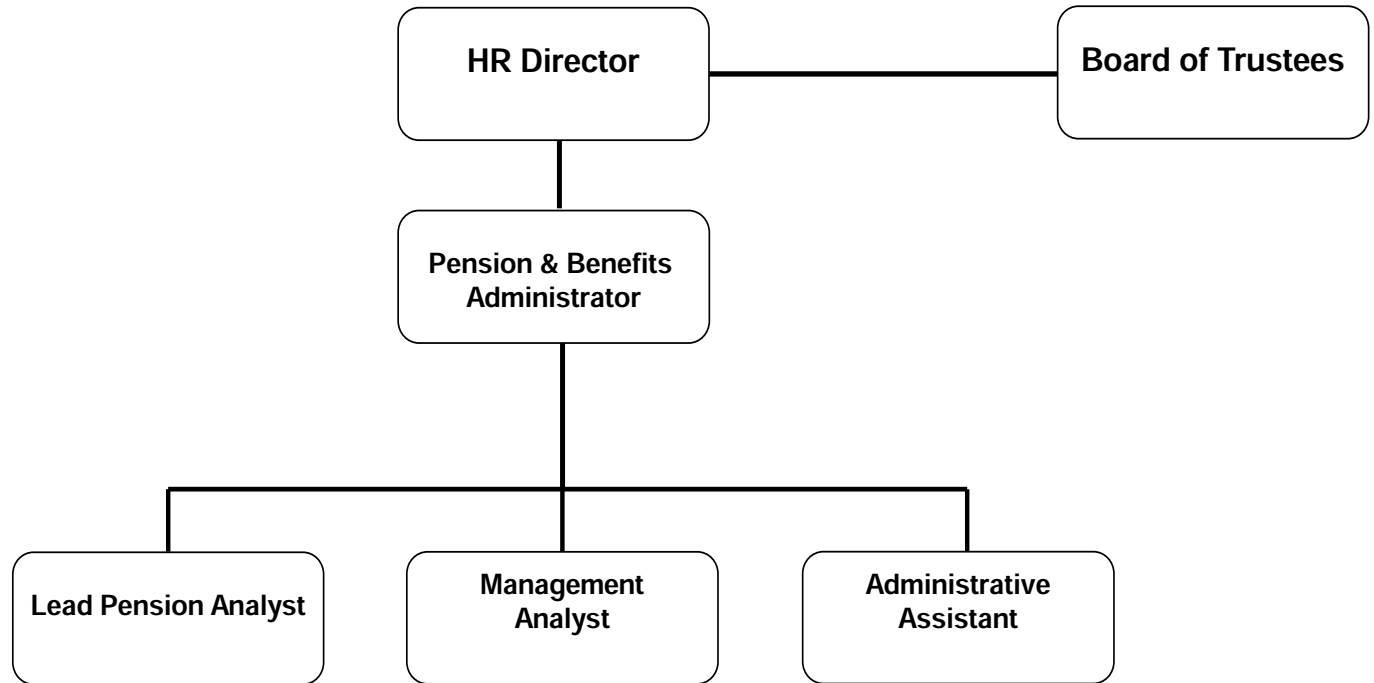 HR Director
Board of Trustees
Pension & Benefits
Administrator
Lead Pension Analyst
Management
Analyst
Administrative
Assistant